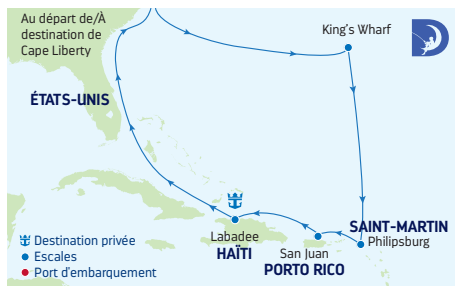 Au départ de/À
destination de
Cape Liberty
King's Wharf
ÉTATS-UNIS
SAINT-MARTIN
Philipsburg
Labadee
HAÏTI
San Juan
PORTO RICO
Destination privée
Escales
Port d'embarquement